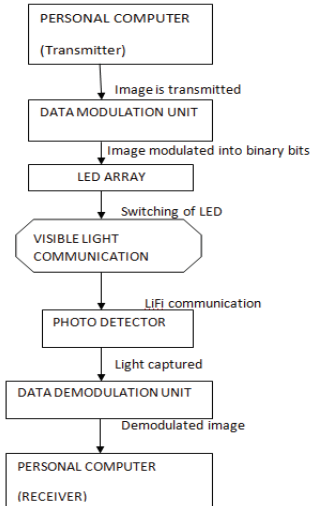 PERSONAL COMPUTER
(Transmitter)
Image is transmitted
DATA MODULATION UNIT
Image modulated into binary bits
LED ARRAY
Switching of LED
VISIBLE LIGHT
COMMUNICATION
LiFi communication
PHOTO DETECTOR
Light captured
DATA DEMODULATION UNIT
Demodulated image
PERSONAL COMPUTER
(RECEIVER)